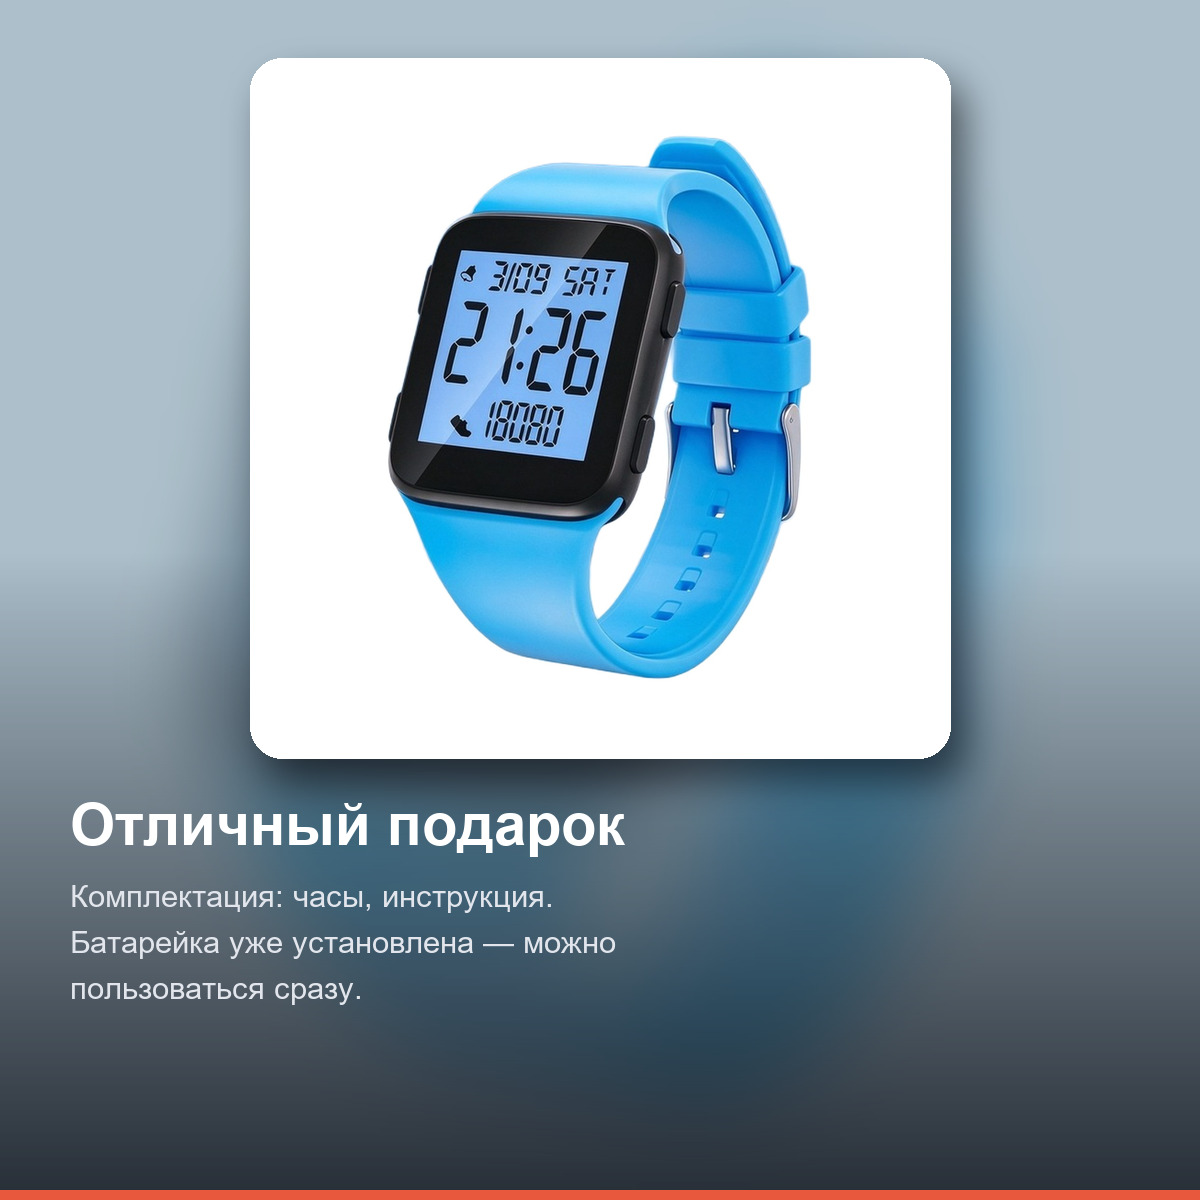 3/09 SAT
21:26
18080
Отличный подарок
Комплектация: часы, инструкция.
Батарейка уже установлена — можно
пользоваться сразу.